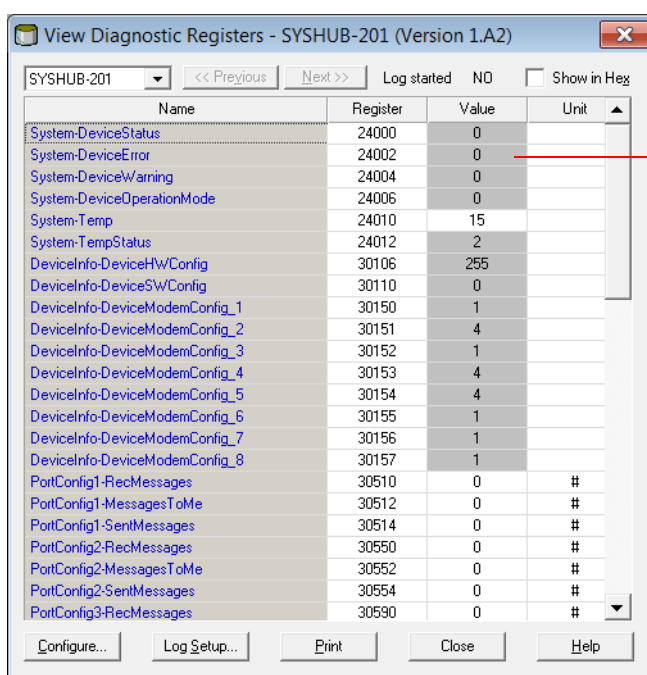 View Diagnostic Registers - SYSHUB-201 (Version 1.A2)
SYSHUB-201 << Previous Next >> Log started NO Show in Hex
Name Register Value Unit
System-DeviceStatus 24000 0
System-DeviceError 24002 0
System-DeviceWarning 24004 0
System-DeviceOperationMode 24006 0
System-Temp 24010 15
System-TempStatus 24012 2
DeviceInfo-DeviceHWConfig 30106 255
DeviceInfo-DeviceSWConfig 30110 0
DeviceInfo-DeviceModemConfig_1 30150 1
DeviceInfo-DeviceModemConfig_2 30151 4
DeviceInfo-DeviceModemConfig_3 30152 1
DeviceInfo-DeviceModemConfig_4 30153 4
DeviceInfo-DeviceModemConfig_5 30154 4
DeviceInfo-DeviceModemConfig_6 30155 1
DeviceInfo-DeviceModemConfig_7 30156 1
DeviceInfo-DeviceModemConfig_8 30157 1
PortConfig1-RecMessages 30510 0 #
PortConfig1-MessagesToMe 30512 0 #
PortConfig1-SentMessages 30514 0 #
PortConfig2-RecMessages 30550 0 #
PortConfig2-MessagesToMe 30552 0 #
PortConfig2-SentMessages 30554 0 #
PortConfig3-RecMessages 30590 0 #
Configure... Log Setup... Print Close Help